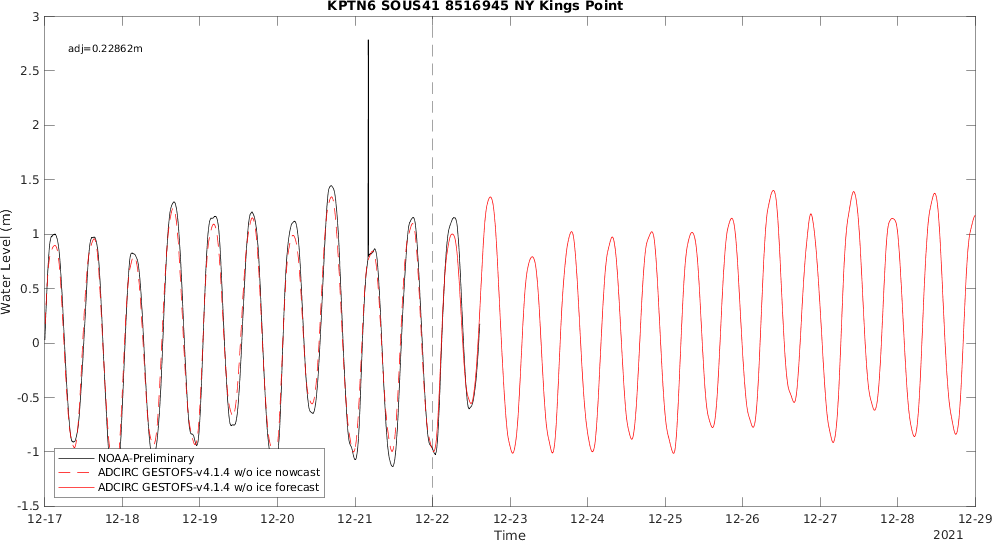 KPTN6 SOUS41 8516945 NY Kings Point
adj=0.22862m
3
2.5
2
1.5
1
0.5
0
-0.5
-1
-1.5
Water Level (m)
NOAA-Preliminary
ADCIRC GESTOFS-v4.1.4 w/o ice nowcast
ADCIRC GESTOFS-v4.1.4 w/o ice forecast
12-17 12-18 12-19 12-20 12-21 12-22 12-23 12-24 12-25 12-26 12-27 12-28 12-29
Time
2021